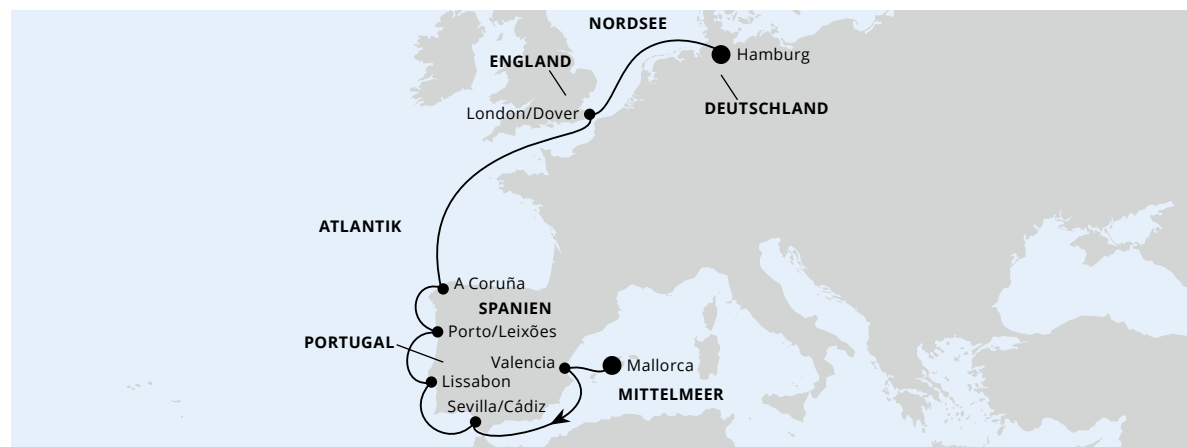 NORDSEE
Hamburg
ENGLAND
DEUTSCHLAND
London/Dover
ATLANTIK
A Coruña
SPANIEN
Porto/Leixões
PORTUGAL
Valencia
Mallorca
Lissabon
MITTELMEER
Sevilla/Cádiz